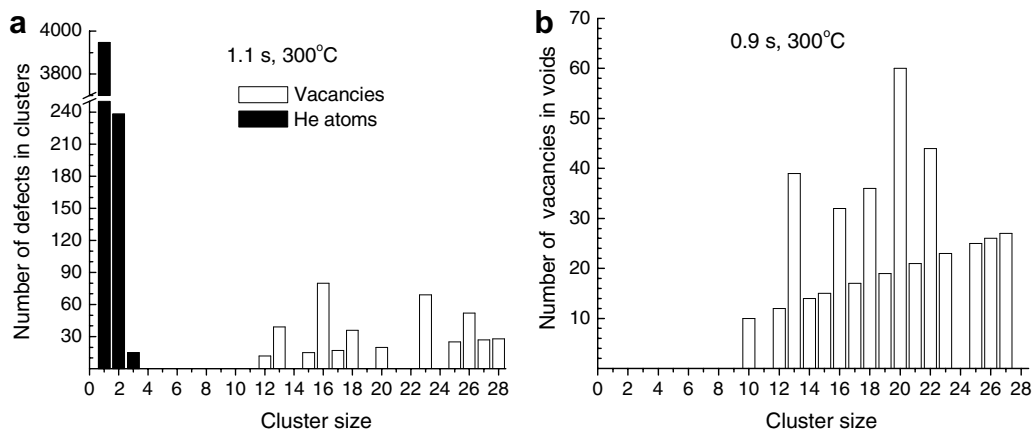 a
1.1 s, 300°C
Vacancies
He atoms
Number of defects in clusters
4000
3800
240
210
180
150
120
90
60
30
0 2 4 6 8 10 12 14 16 18 20 22 24 26 28
Cluster size
b
0.9 s, 300°C
Number of vacancies in voids
70
60
50
40
30
20
10
0 2 4 6 8 10 12 14 16 18 20 22 24 26 28
Cluster size